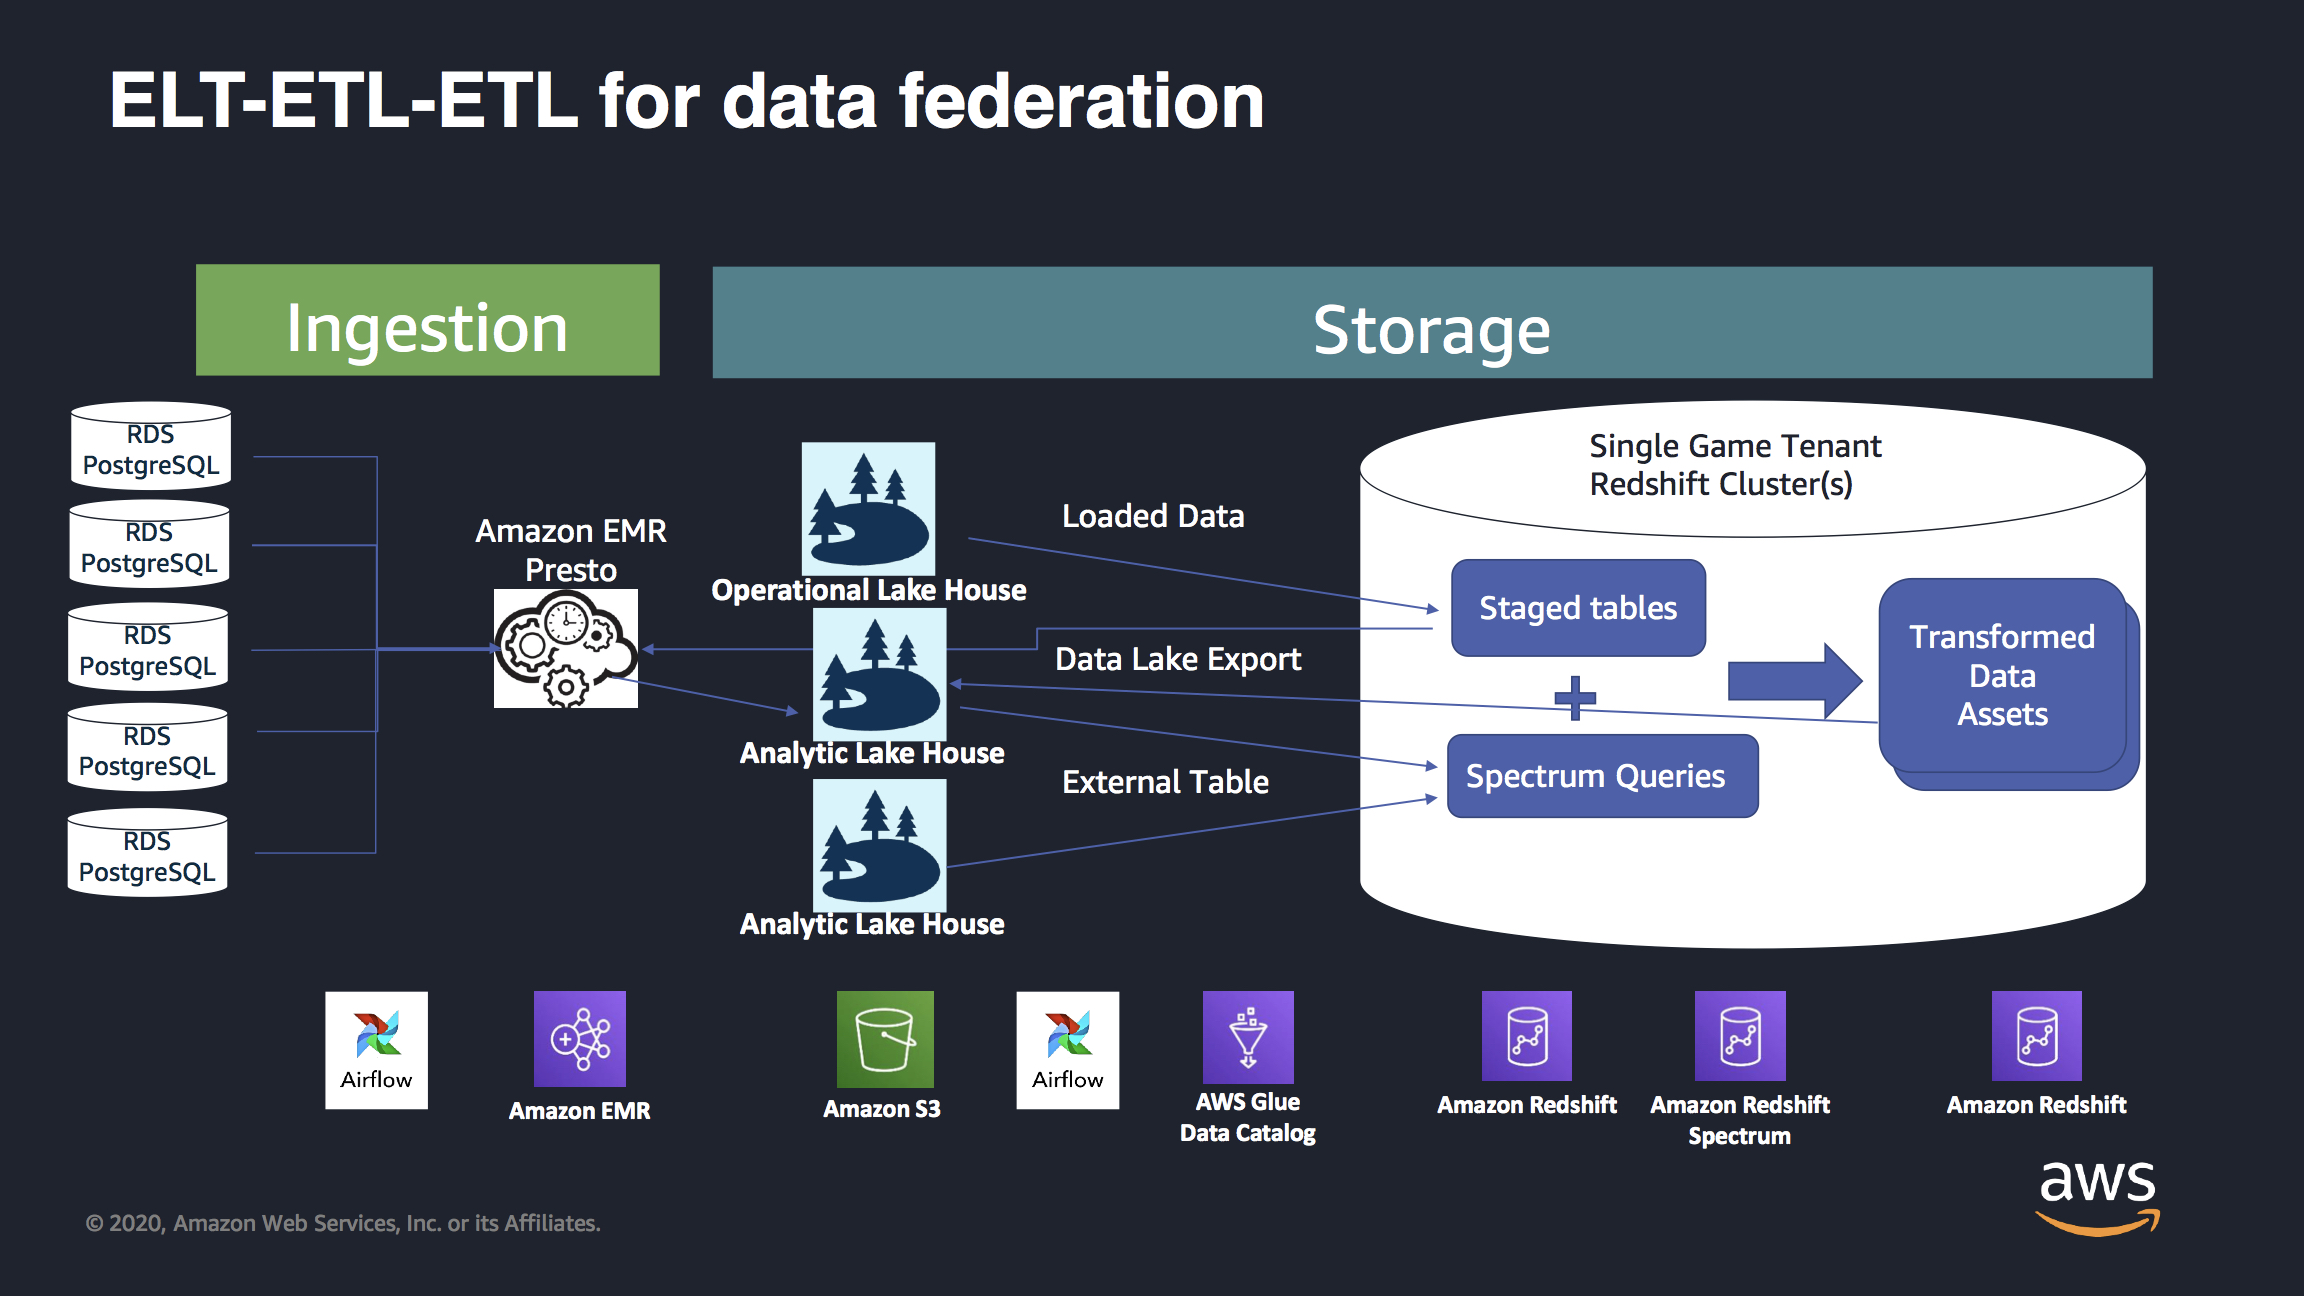 ELT-ETL-ETL for data federation
Ingestion
Storage
RDS
PostgreSQL
RDS
PostgreSQL
RDS
PostgreSQL
RDS
PostgreSQL
RDS
PostgreSQL
Amazon EMR
Presto
Operational Lake House
Analytic Lake House
Analytic Lake House
Loaded Data
Data Lake Export
External Table
Single Game Tenant
Redshift Cluster(s)
Staged tables
Spectrum Queries
Transformed
Data
Assets
Airflow
Amazon EMR
Amazon S3
Airflow
AWS Glue
Data Catalog
Amazon Redshift
Amazon Redshift
Spectrum
Amazon Redshift
© 2020, Amazon Web Services, Inc. or its Affiliates.
aws